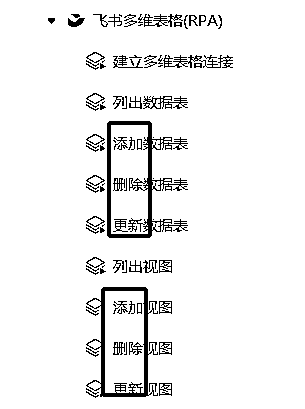 飞书多维表格(RPA)
建立多维表格连接
列出数据表
添加数据表
删除数据表
更新数据表
列出视图
添加视图
删除视图
更新视图